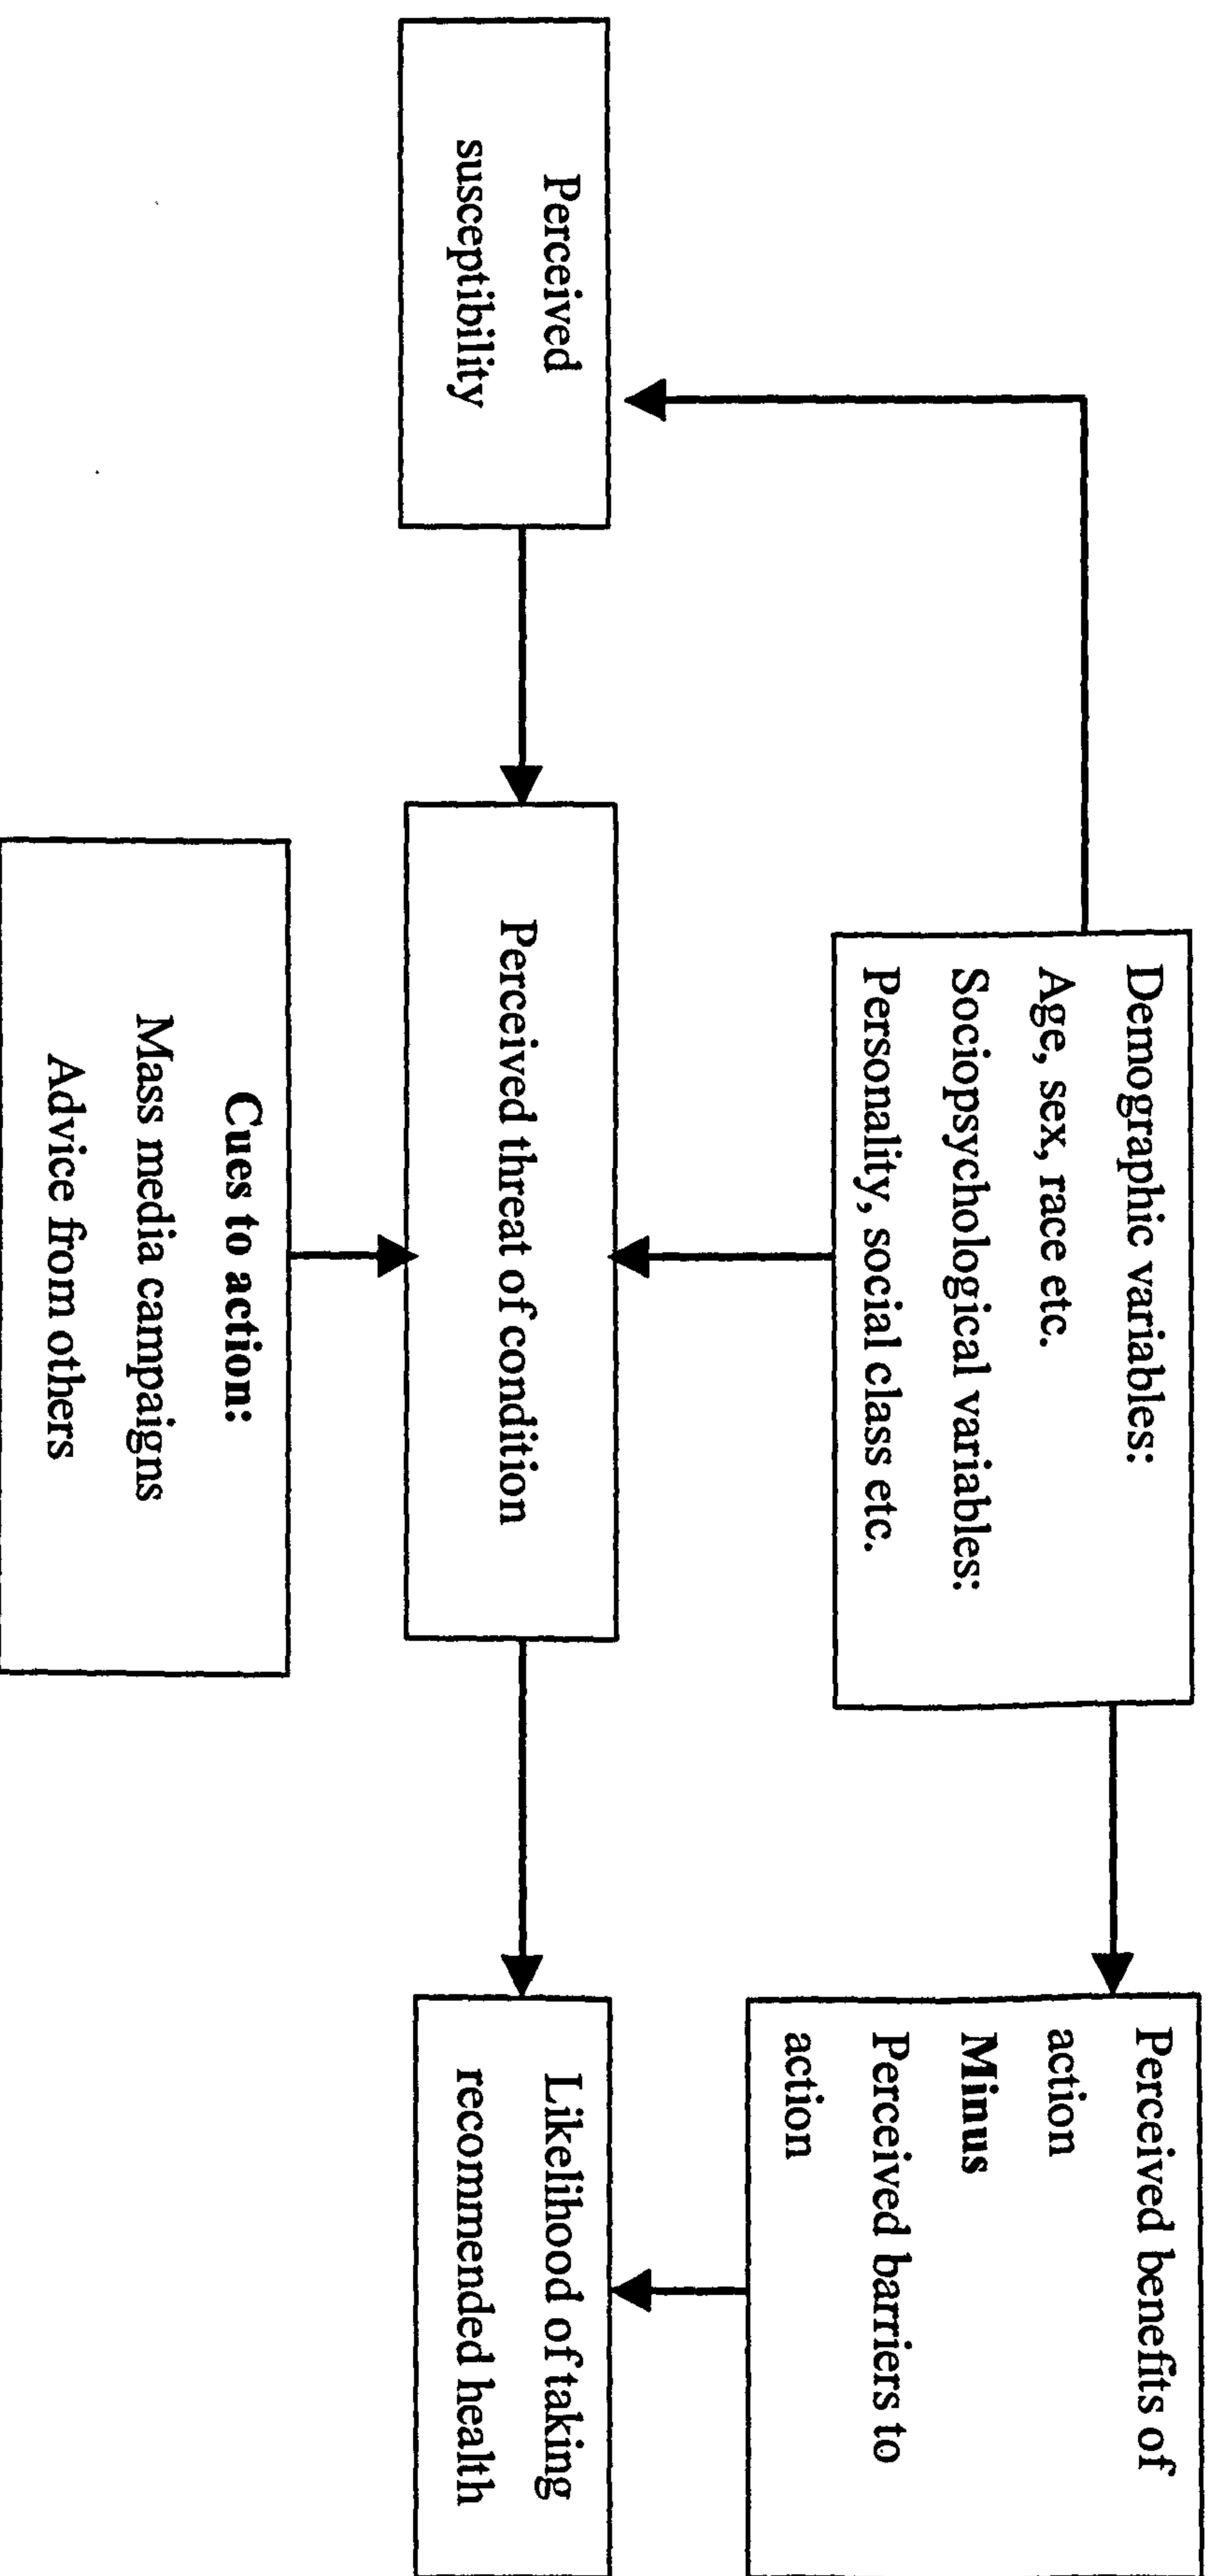 Demographic variables:
Age, sex, race etc.
Sociopsychological variables:
Personality, social class etc.
Perceived benefits of
action
Minus
Perceived barriers to
action
Perceived
susceptibility
Perceived threat of condition
Likelihood of taking
recommended health
Cues to action:
Mass media campaigns
Advice from others